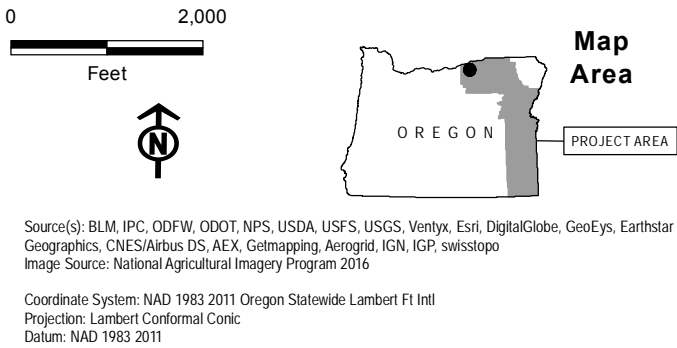 0 2,000
Feet
Map
Area
N
OREGON
PROJECT AREA
Source(s): BLM, IPC, ODFW, ODOT, NPS, USDA, USFS, USGS, Ventyx, Esri, DigitalGlobe, GeoEys, Earthstar
Geographics, CNES/Airbus DS, AEX, Getmapping, Aerogrid, IGN, IGP, swisstopo
Image Source: National Agricultural Imagery Program 2016
Coordinate System: NAD 1983 2011 Oregon Statewide Lambert Ft Intl
Projection: Lambert Conformal Conic
Datum: NAD 1983 2011